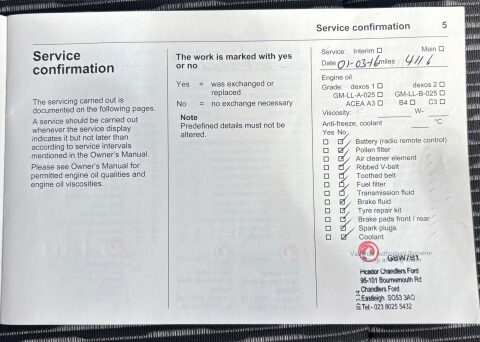 Service confirmation 5
Service
confirmation
The servicing carried out is
documented on the following pages.
A service should be carried out
whenever the service display
indicates it but not later than
according to service intervals
mentioned in the Owner's Manual.
Please see Owner's Manual for
permitted engine oil qualities and
engine oil viscosities.
The work is marked with yes
or no
Yes = was exchanged or
replaced
No = no exchange necessary
Note
Predefined details must not be
altered.
Service: Interim ☐ Main ☐
Date 01-03-16 miles 4116
Engine oil
Grade: dexos 1 ☐ dexos 2 ☐
GM-LL-A-025 ☐ GM-LL-B-025 ☐
ACEA A3 ☐ B4 ☐ C3 ☐
Viscosity: W-
Anti-freeze, coolant °C
Yes No
Battery (radio remote control)
Pollen filter
Air cleaner element
Ribbed V-belt
Toothed belt
Fuel filter
Transmission fluid
Brake fluid
Tyre repair kit
Brake pads front / rear
Spark plugs
Coolant
Repairer
GBW781
Picador Chandlers Ford
95-101 Bournemouth Rd
Chandlers Ford
Eastleigh SO53 3AQ
Tel - 023 8025 5432